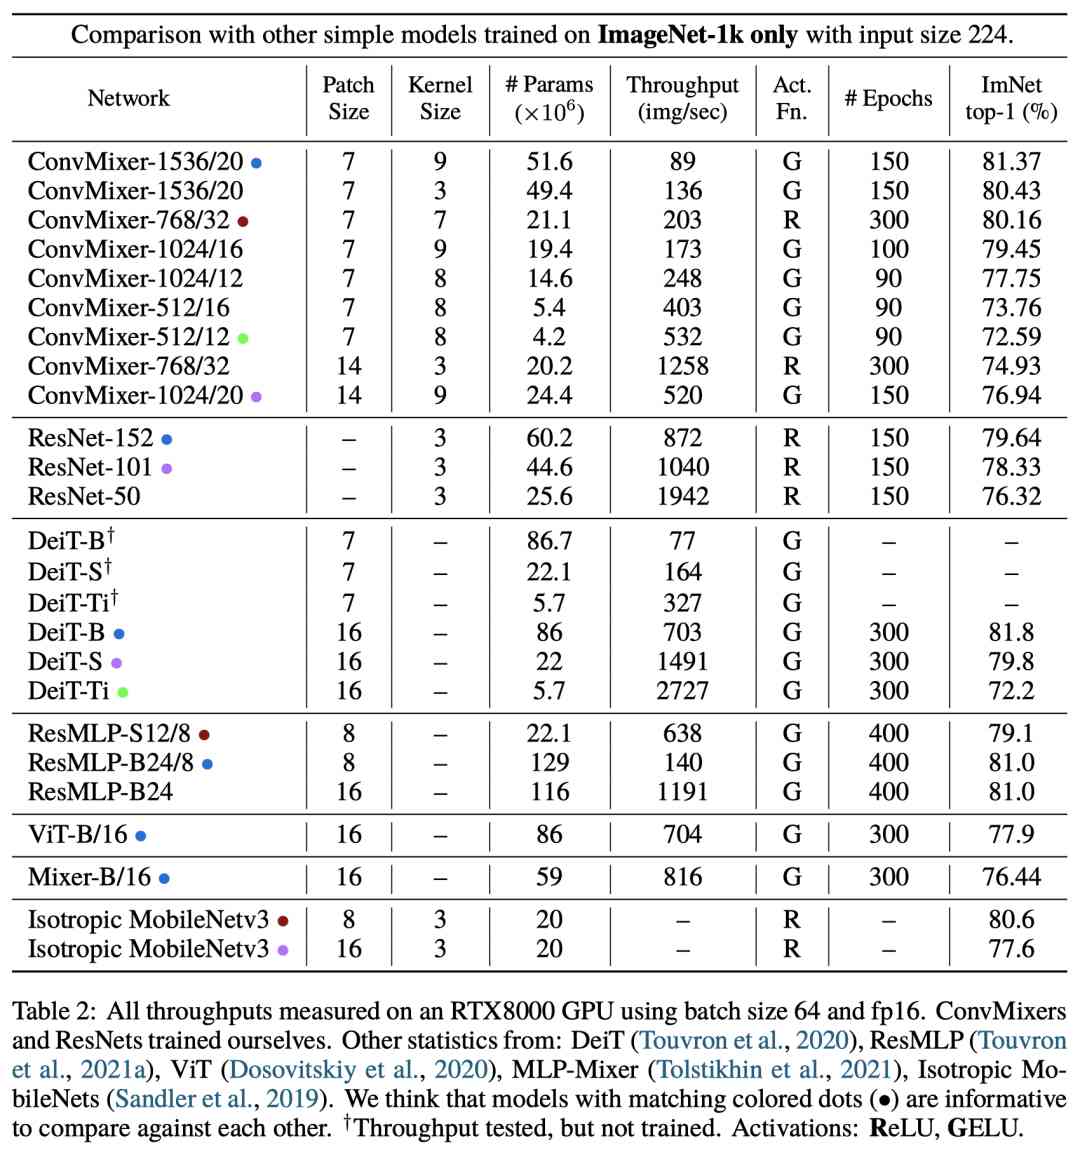 Comparison with other simple models trained on ImageNet-1k only with input size 224.
Network Patch Size Kernel Size # Params (×10⁶) Throughput (img/sec) Act. Fn. # Epochs ImNet top-1 (%)
ConvMixer-1536/20 ● 7 9 51.6 89 G 150 81.37
ConvMixer-1536/20 7 3 49.4 136 G 150 80.43
ConvMixer-768/32 ● 7 7 21.1 203 R 300 80.16
ConvMixer-1024/16 7 9 19.4 173 G 100 79.45
ConvMixer-1024/12 7 8 14.6 248 G 90 77.75
ConvMixer-512/16 7 8 5.4 403 G 90 73.76
ConvMixer-512/12 ● 7 8 4.2 532 G 90 72.59
ConvMixer-768/32 14 3 20.2 1258 R 300 74.93
ConvMixer-1024/20 ● 14 9 24.4 520 G 150 76.94
ResNet-152 ● – 3 60.2 872 R 150 79.64
ResNet-101 ● – 3 44.6 1040 R 150 78.33
ResNet-50 – 3 25.6 1942 R 150 76.32
DeiT-B† 7 – 86.7 77 G – –
DeiT-S† 7 – 22.1 164 G – –
DeiT-Ti† 7 – 5.7 327 G – –
DeiT-B ● 16 – 86 703 G 300 81.8
DeiT-S ● 16 – 22 1491 G 300 79.8
DeiT-Ti ● 16 – 5.7 2727 G 300 72.2
ResMLP-S12/8 ● 8 – 22.1 638 G 400 79.1
ResMLP-B24/8 ● 8 – 129 140 G 400 81.0
ResMLP-B24 16 – 116 1191 G 400 81.0
ViT-B/16 ● 16 – 86 704 G 300 77.9
Mixer-B/16 ● 16 – 59 816 G 300 76.44
Isotropic MobileNetv3 ● 8 3 20 – R – 80.6
Isotropic MobileNetv3 ● 16 3 20 – R – 77.6
Table 2: All throughputs measured on an RTX8000 GPU using batch size 64 and fp16. ConvMixers
and ResNets trained ourselves. Other statistics from: DeiT (Touvron et al., 2020), ResMLP (Touvron
et al., 2021a), ViT (Dosovitskiy et al., 2020), MLP-Mixer (Tolstikhin et al., 2021), Isotropic Mo-
bileNets (Sandler et al., 2019). We think that models with matching colored dots (●) are informative
to compare against each other. †Throughput tested, but not trained. Activations: ReLU, GELU.